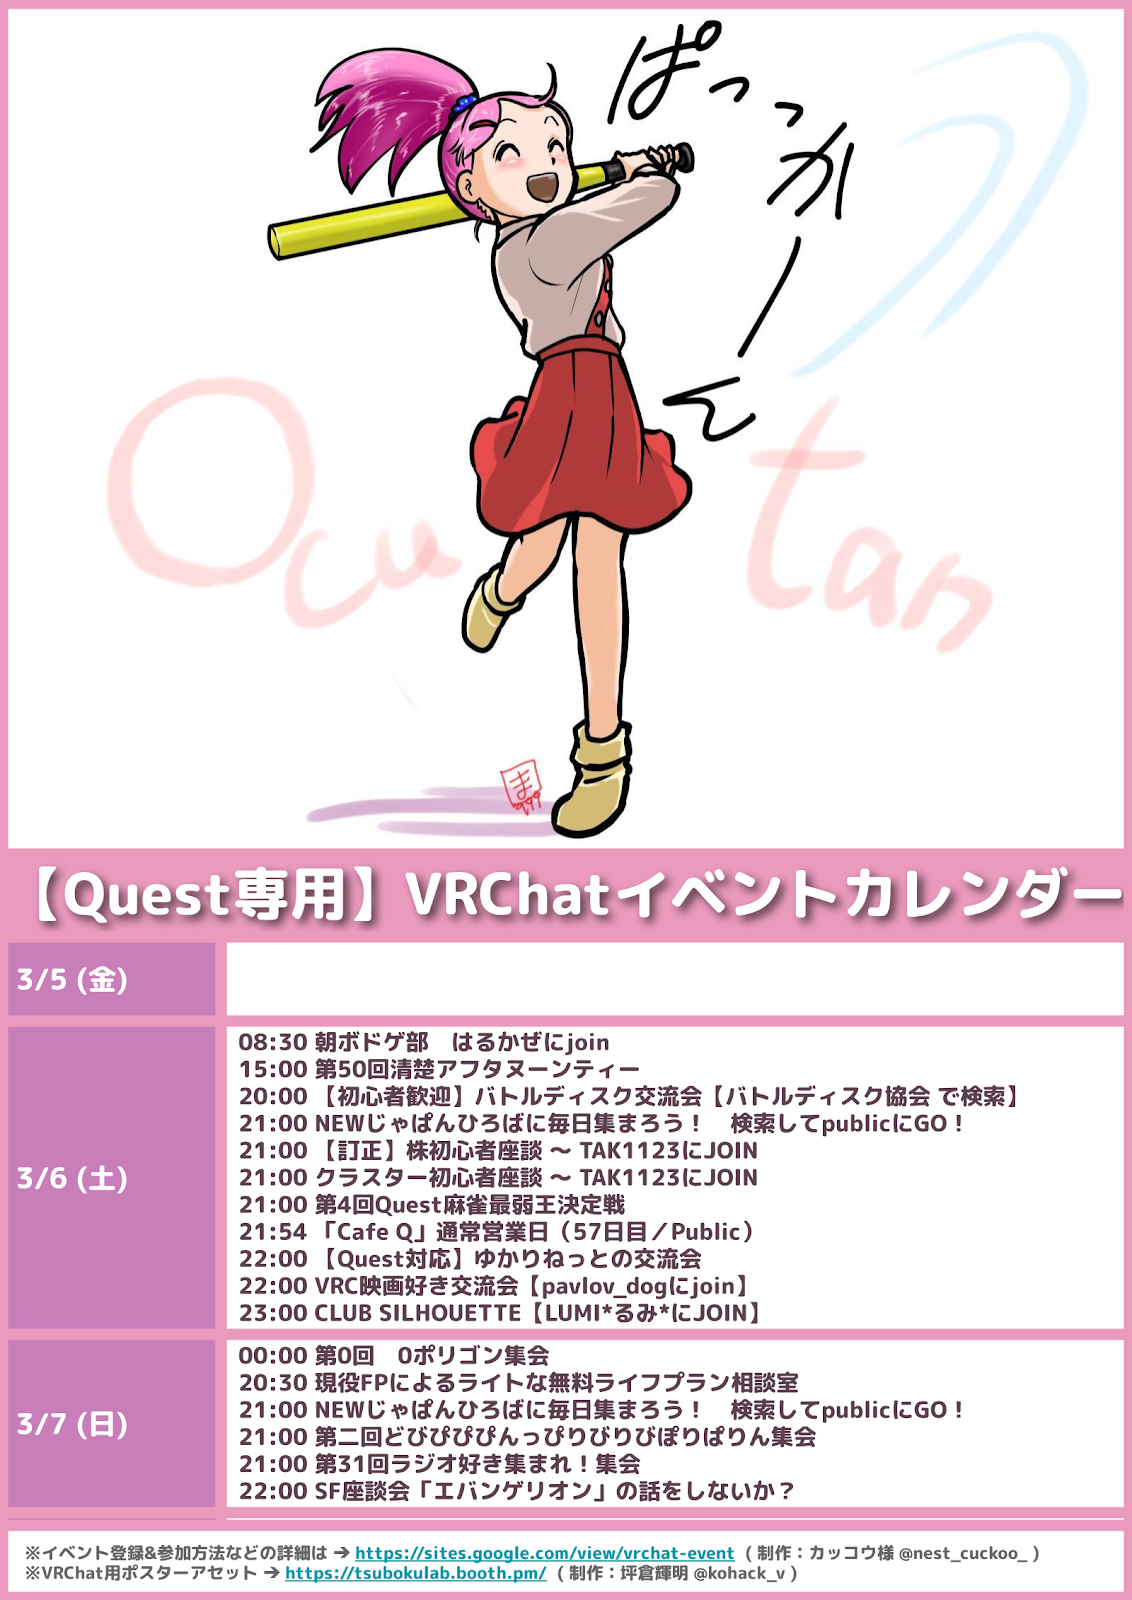 ぱっっかーん
Ocu tan
ま
999
【Quest専用】VRChatイベントカレンダー
3/5 (金)
3/6 (土)
08:30 朝ボドゲ部　はるかぜにjoin
15:00 第50回清楚アフタヌーンティー
20:00 【初心者歓迎】バトルディスク交流会【バトルディスク協会 で検索】
21:00 NEWじゃぱんひろばに毎日集まろう！　検索してpublicにGO！
21:00 【訂正】株初心者座談 ～ TAK1123にJOIN
21:00 クラスター初心者座談 ～ TAK1123にJOIN
21:00 第4回Quest麻雀最弱王決定戦
21:54 「Cafe Q」通常営業日（57日目／Public）
22:00 【Quest対応】ゆかりねっとの交流会
22:00 VRC映画好き交流会【pavlov_dogにjoin】
23:00 CLUB SILHOUETTE【LUMI*るみ*にJOIN】
3/7 (日)
00:00 第0回　0ポリゴン集会
20:30 現役FPによるライトな無料ライフプラン相談室
21:00 NEWじゃぱんひろばに毎日集まろう！　検索してpublicにGO！
21:00 第二回どびぴぴぴんっぴりびりびぽりぱりん集会
21:00 第31回ラジオ好き集まれ！集会
22:00 SF座談会「エバンゲリオン」の話をしないか？
※イベント登録&参加方法などの詳細は ➔ https://sites.google.com/view/vrchat-event （ 制作：カッコウ様 @nest_cuckoo_ ）
※VRChat用ポスターアセット ➔ https://tsubokulab.booth.pm/ （ 制作：坪倉輝明 @kohack_v ）